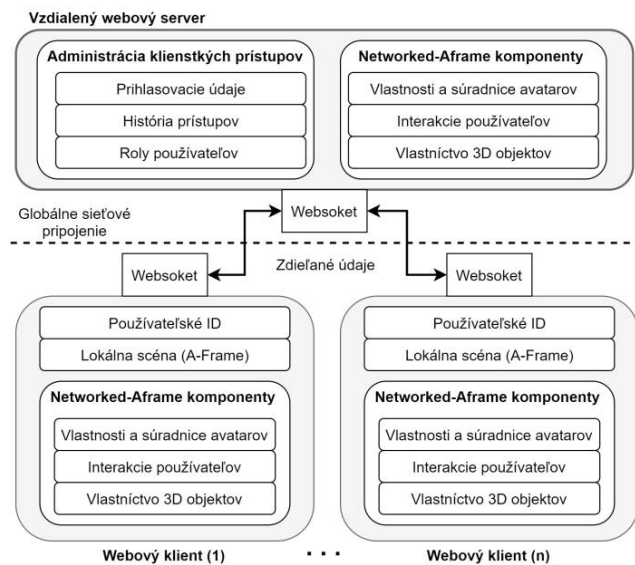 Vzdialený webový server
Administrácia klienstkých prístupov
Prihlasovacie údaje
História prístupov
Roly používateľov
Networked-Aframe komponenty
Vlastnosti a súradnice avatarov
Interakcie používateľov
Vlastníctvo 3D objektov
Websoket
Globálne sieťové
pripojenie
Zdieľané údaje
Websoket
Websoket
Používateľské ID
Lokálna scéna (A-Frame)
Networked-Aframe komponenty
Vlastnosti a súradnice avatarov
Interakcie používateľov
Vlastníctvo 3D objektov
Webový klient (1)
. . .
Používateľské ID
Lokálna scéna (A-Frame)
Networked-Aframe komponenty
Vlastnosti a súradnice avatarov
Interakcie používateľov
Vlastníctvo 3D objektov
Webový klient (n)